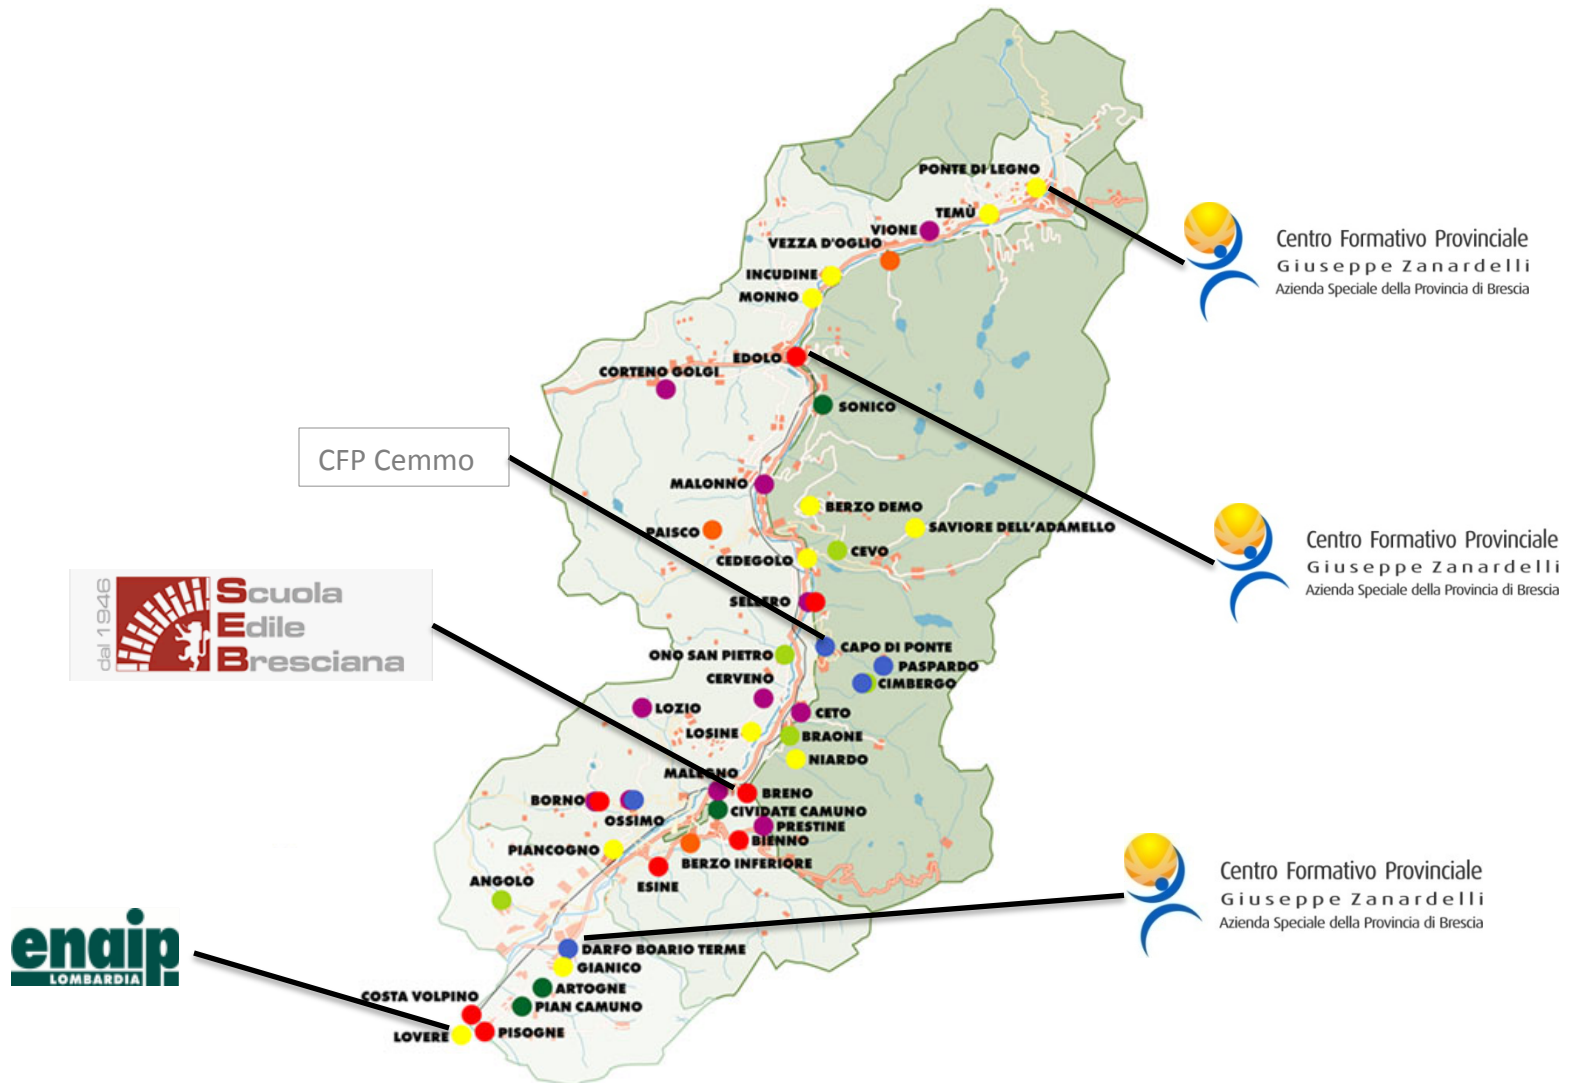 PONTE DI LEGNO
TEMÙ
VIONE
VEZZA D'OGLIO
INCUDINE
MONNO
Centro Formativo Provinciale
Giuseppe Zanardelli
Azienda Speciale della Provincia di Brescia
EDOLO
CORTENO GOLGI
SONICO
CFP Cemmo
MALONNO
BERZO DEMO
SAVIORE DELL'ADAMELLO
PAISCO
CEVO
CEDEGOLO
Centro Formativo Provinciale
Giuseppe Zanardelli
Azienda Speciale della Provincia di Brescia
dal 1946
Scuola
Edile
Bresciana
SELLERO
CAPO DI PONTE
ONO SAN PIETRO
PASPARDO
CERVENO
CIMBERGO
LOZIO
CETO
LOSINE
BRAONE
NIARDO
MALEGNO
BRENO
BORNO
OSSIMO
CIVIDATE CAMUNO
PRESTINE
BIENNO
PIANCOGNO
BERZO INFERIORE
ESINE
ANGOLO
Centro Formativo Provinciale
Giuseppe Zanardelli
Azienda Speciale della Provincia di Brescia
enaip
LOMBARDIA
DARFO BOARIO TERME
GIANICO
ARTOGNE
COSTA VOLPINO
PIAN CAMUNO
PISOGNE
LOVERE